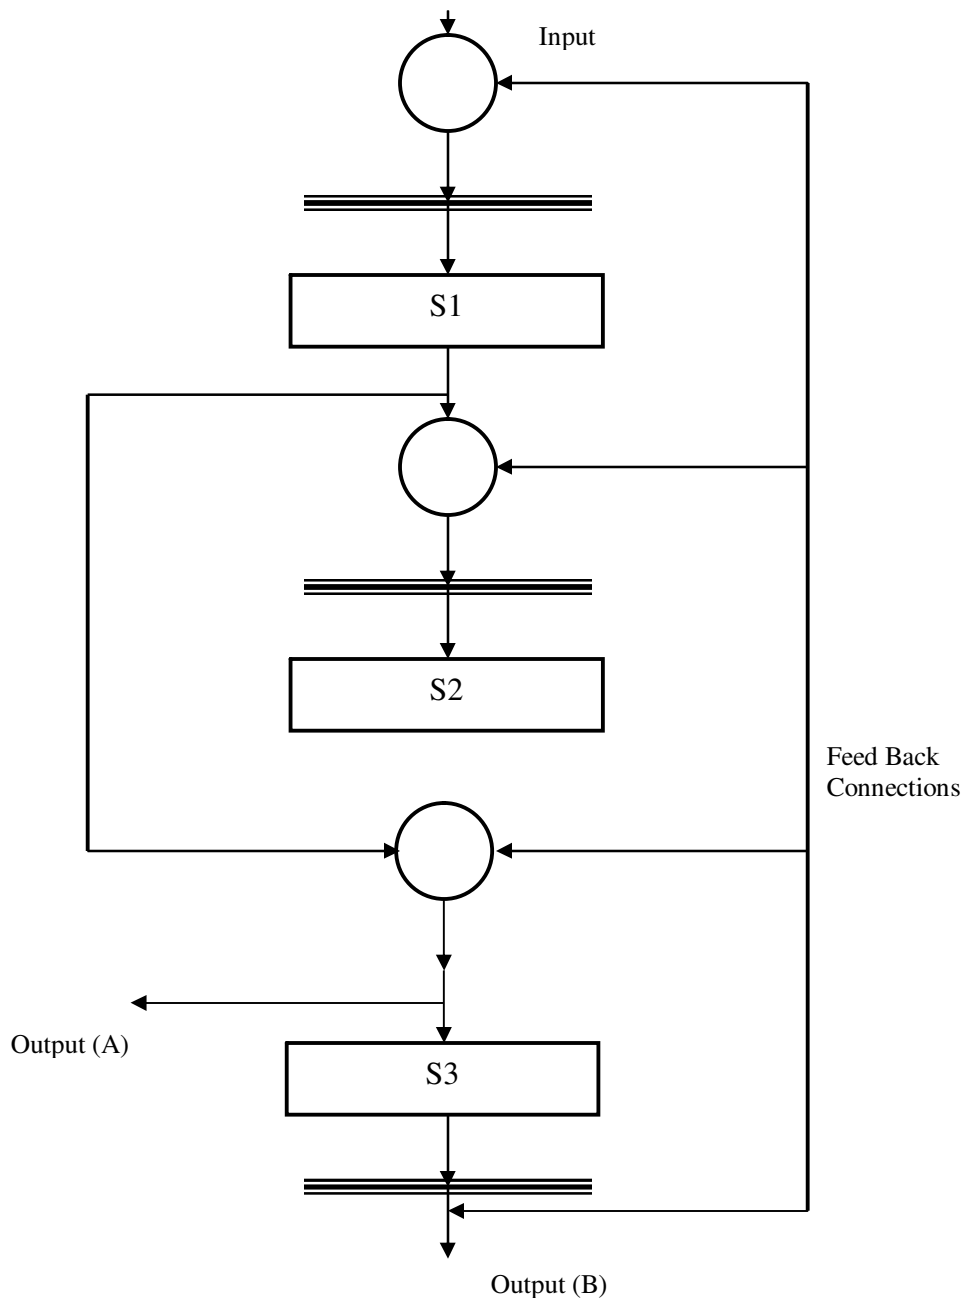 Input
S1
S2
Feed Back
Connections
Output (A)
S3
Output (B)